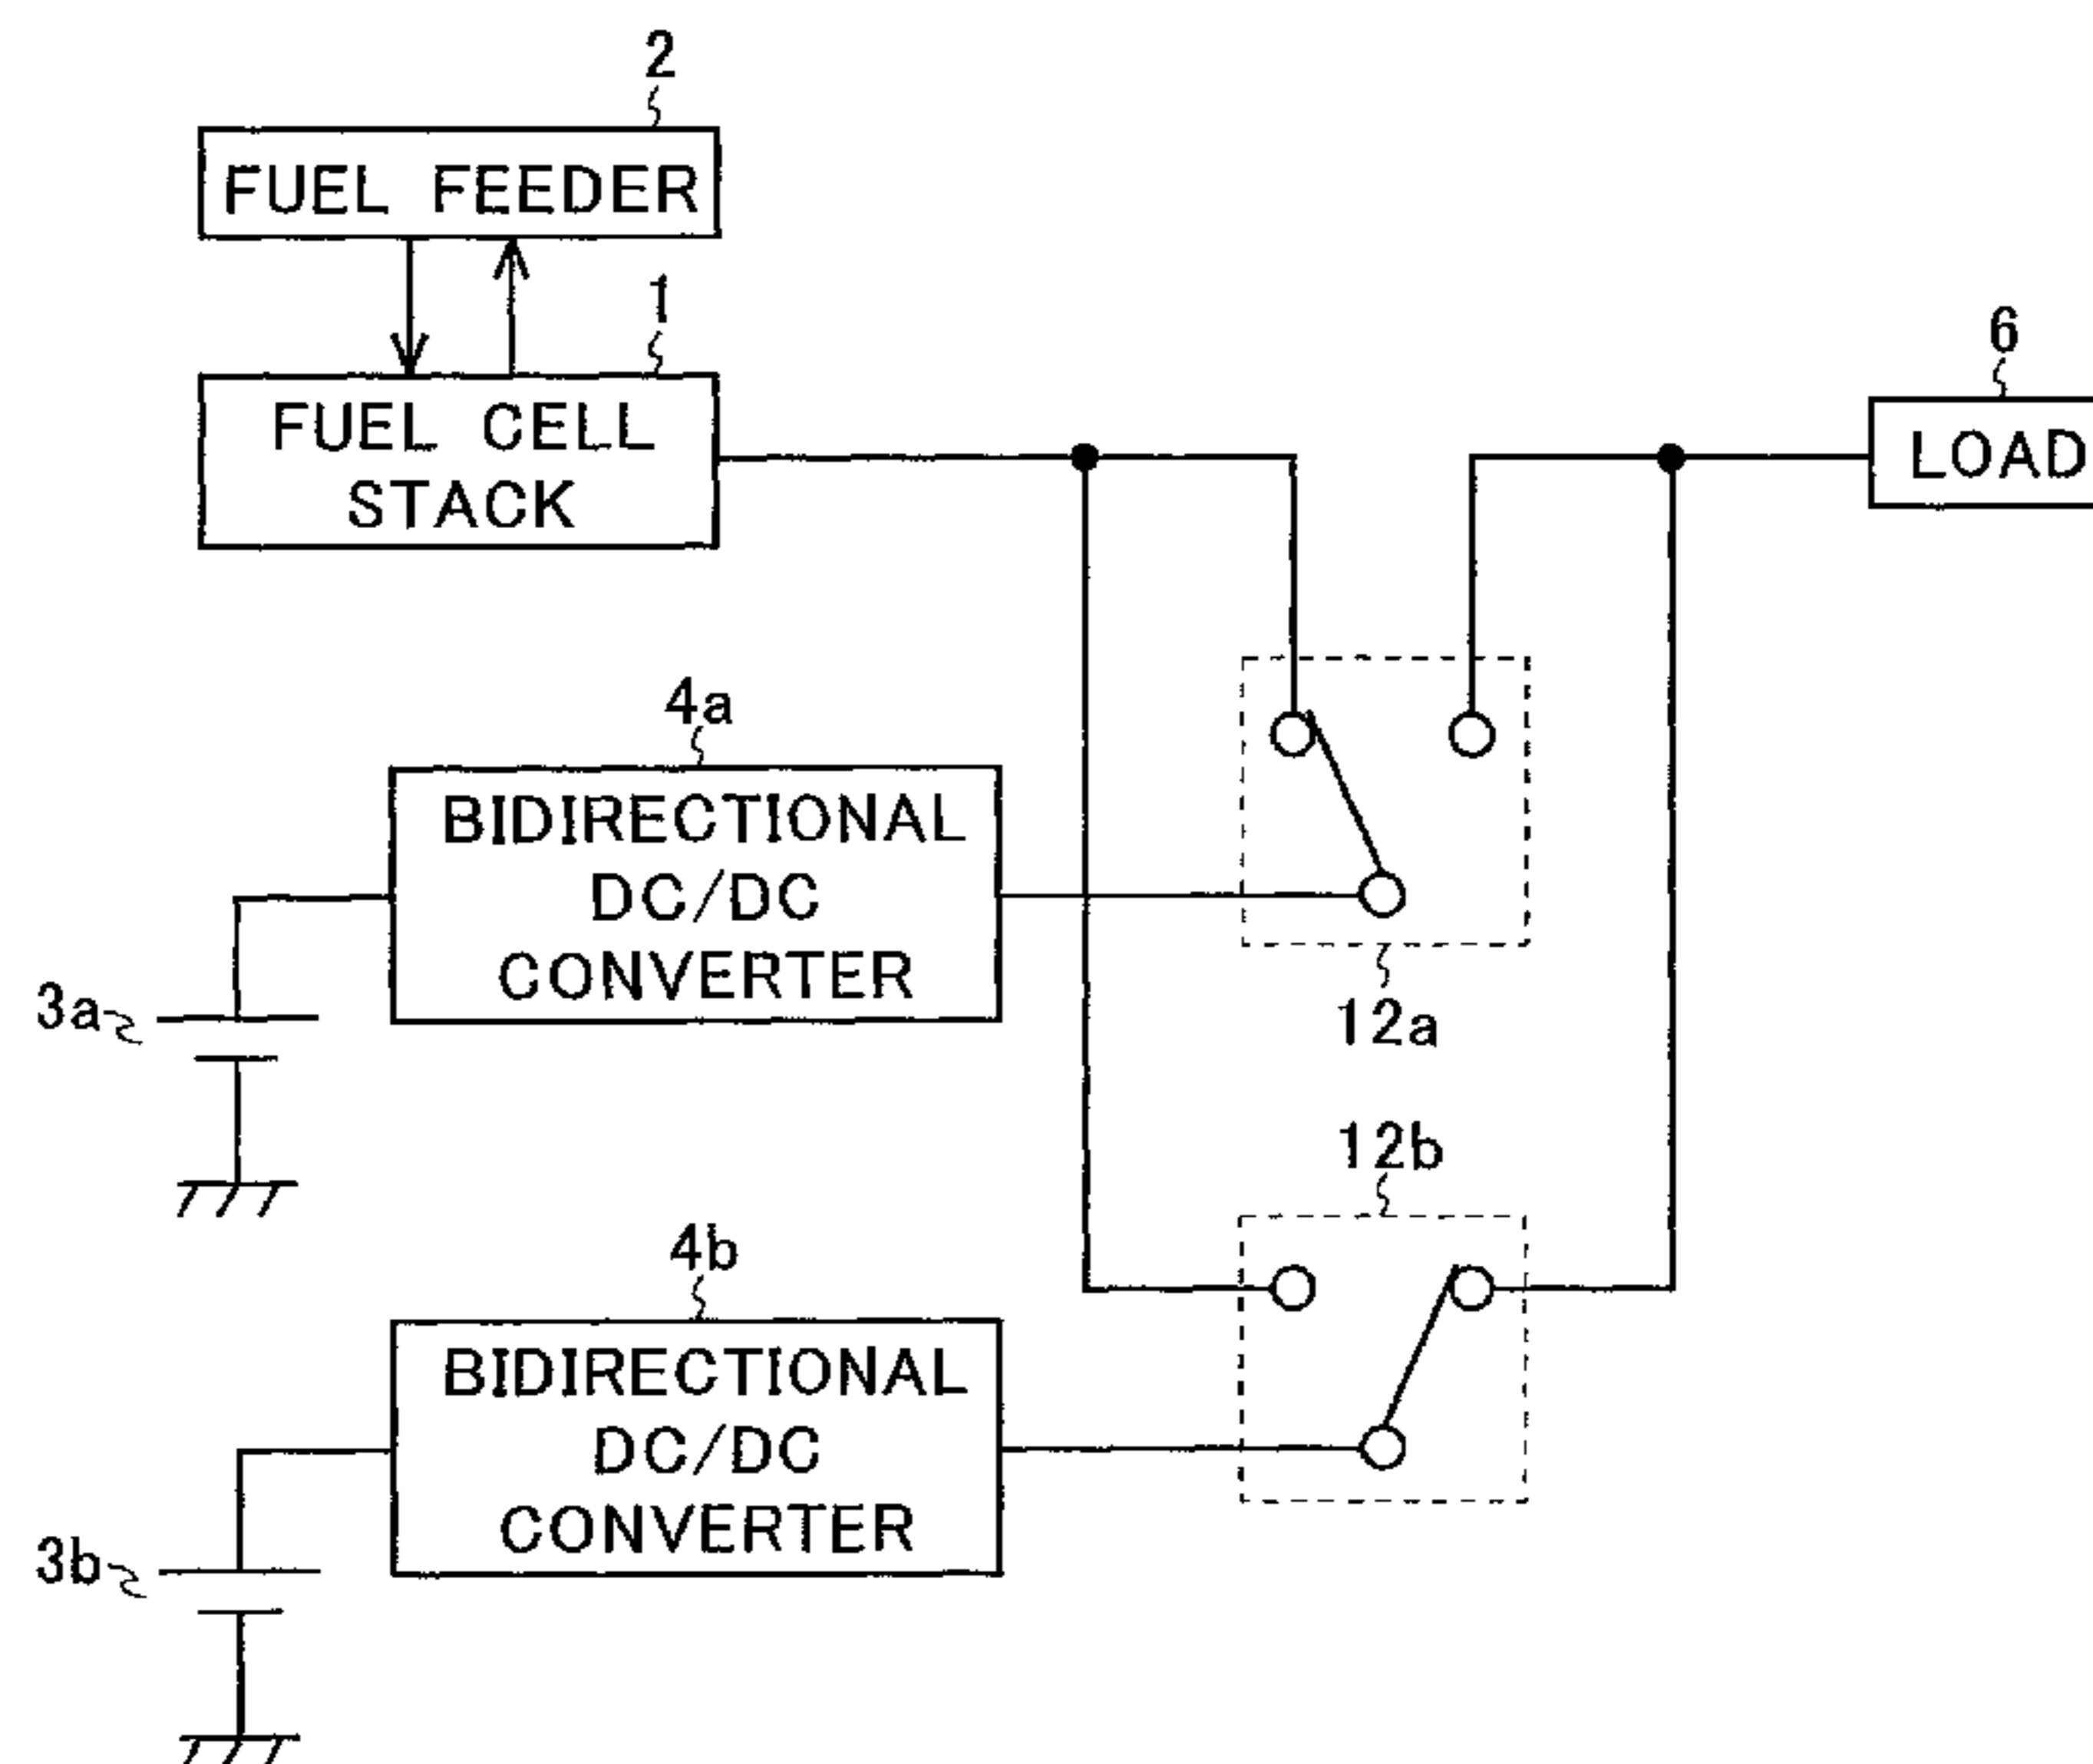 2
FUEL FEEDER
1
FUEL CELL
STACK
6
LOAD
4a
BIDIRECTIONAL
DC/DC
CONVERTER
3a
12a
12b
4b
BIDIRECTIONAL
DC/DC
CONVERTER
3b